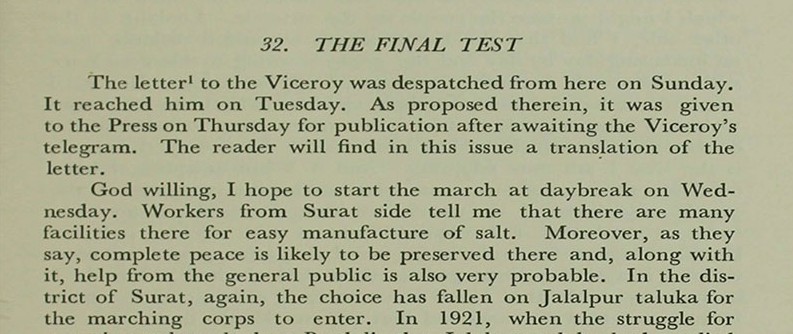 32. THE FINAL TEST
The letter¹ to the Viceroy was despatched from here on Sunday.
It reached him on Tuesday. As proposed therein, it was given
to the Press on Thursday for publication after awaiting the Viceroy's
telegram. The reader will find in this issue a translation of the
letter.
God willing, I hope to start the march at daybreak on Wed-
nesday. Workers from Surat side tell me that there are many
facilities there for easy manufacture of salt. Moreover, as they
say, complete peace is likely to be preserved there and, along with
it, help from the general public is also very probable. In the dis-
trict of Surat, again, the choice has fallen on Jalalpur taluka for
the marching corps to enter. In 1921, when the struggle for